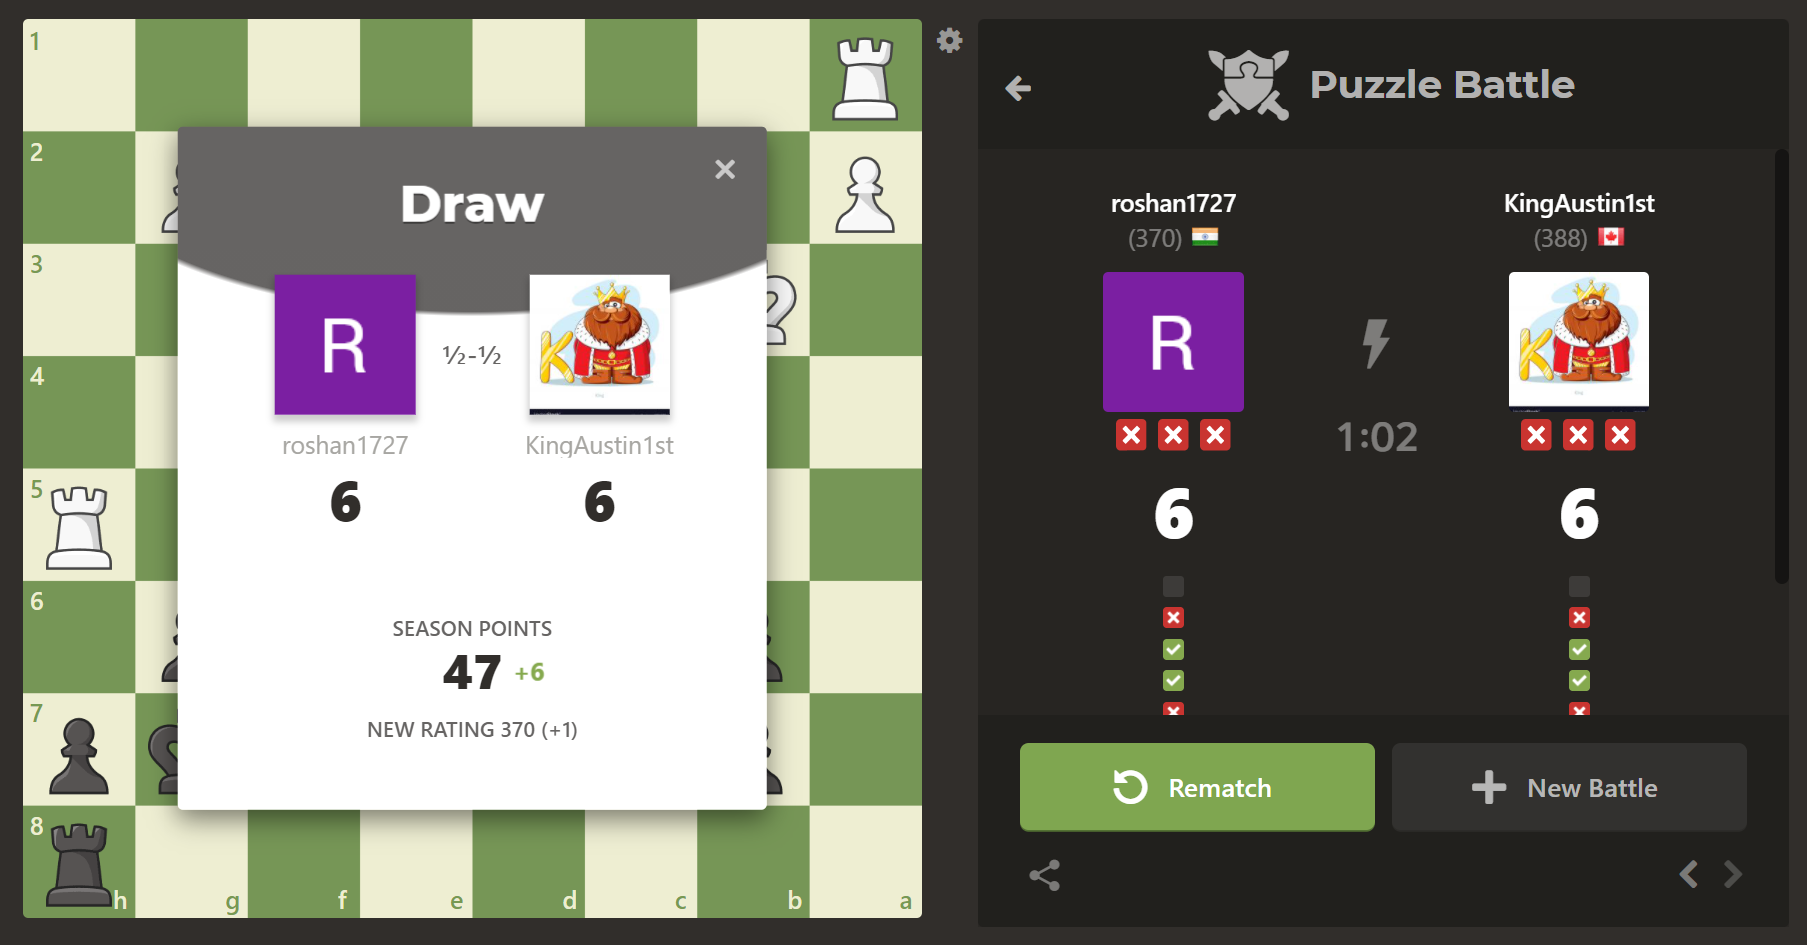 1
2
3
4
5
6
7
8
h
g
f
e
d
c
b
a
Draw
R
½-½
K
roshan1727
KingAustin1st
6
6
SEASON POINTS
47 +6
NEW RATING 370 (+1)
Puzzle Battle
roshan1727
(370)
KingAustin1st
(388)
R
K
1:02
6
6
Rematch
New Battle